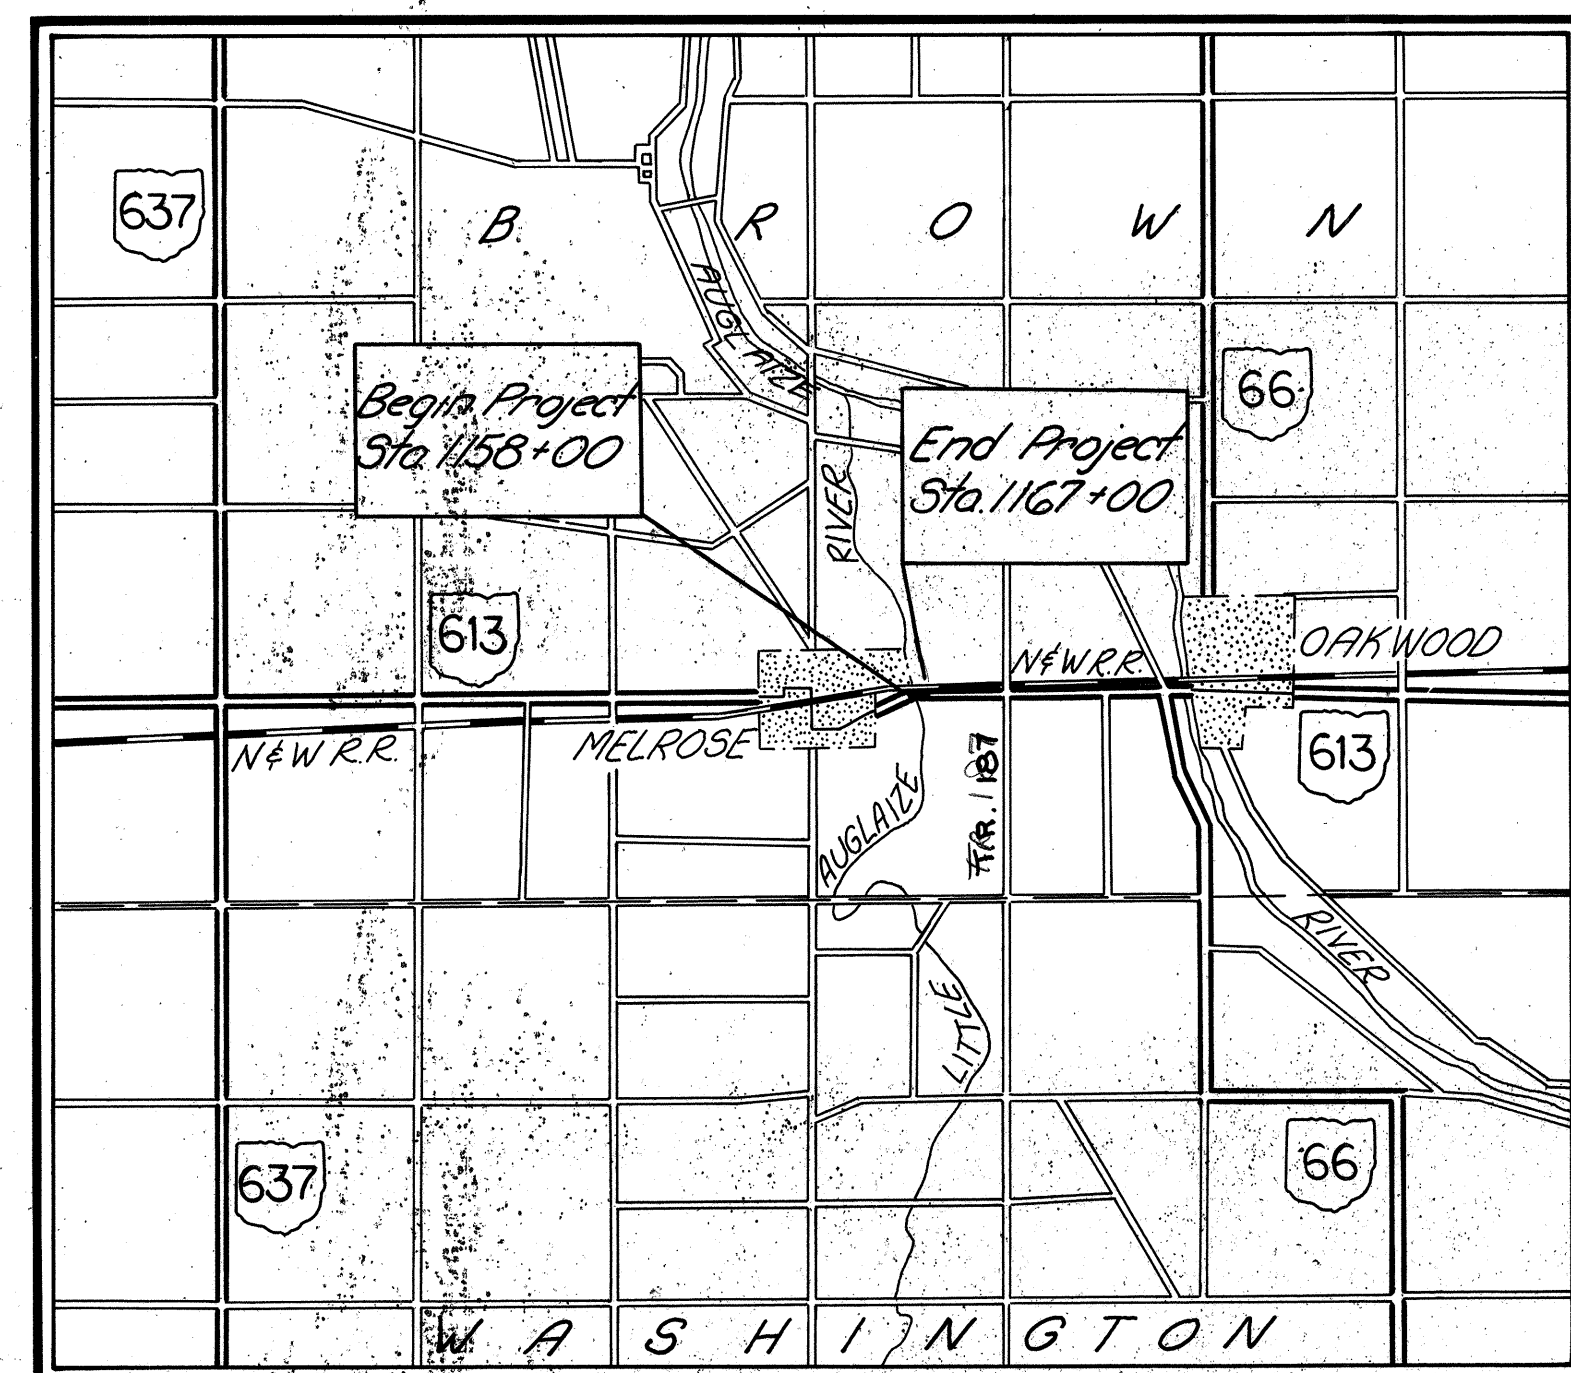 637
B R O W N
AUGLAIZE
66
Begin Project
Sta. 1158+00
End Project
Sta. 1167+00
RIVER
613
OAKWOOD
N&W R.R.
N&W R.R.
MELROSE
613
AUGLAIZE
RIVER
LITTLE
637
66
W A S H I N G T O N